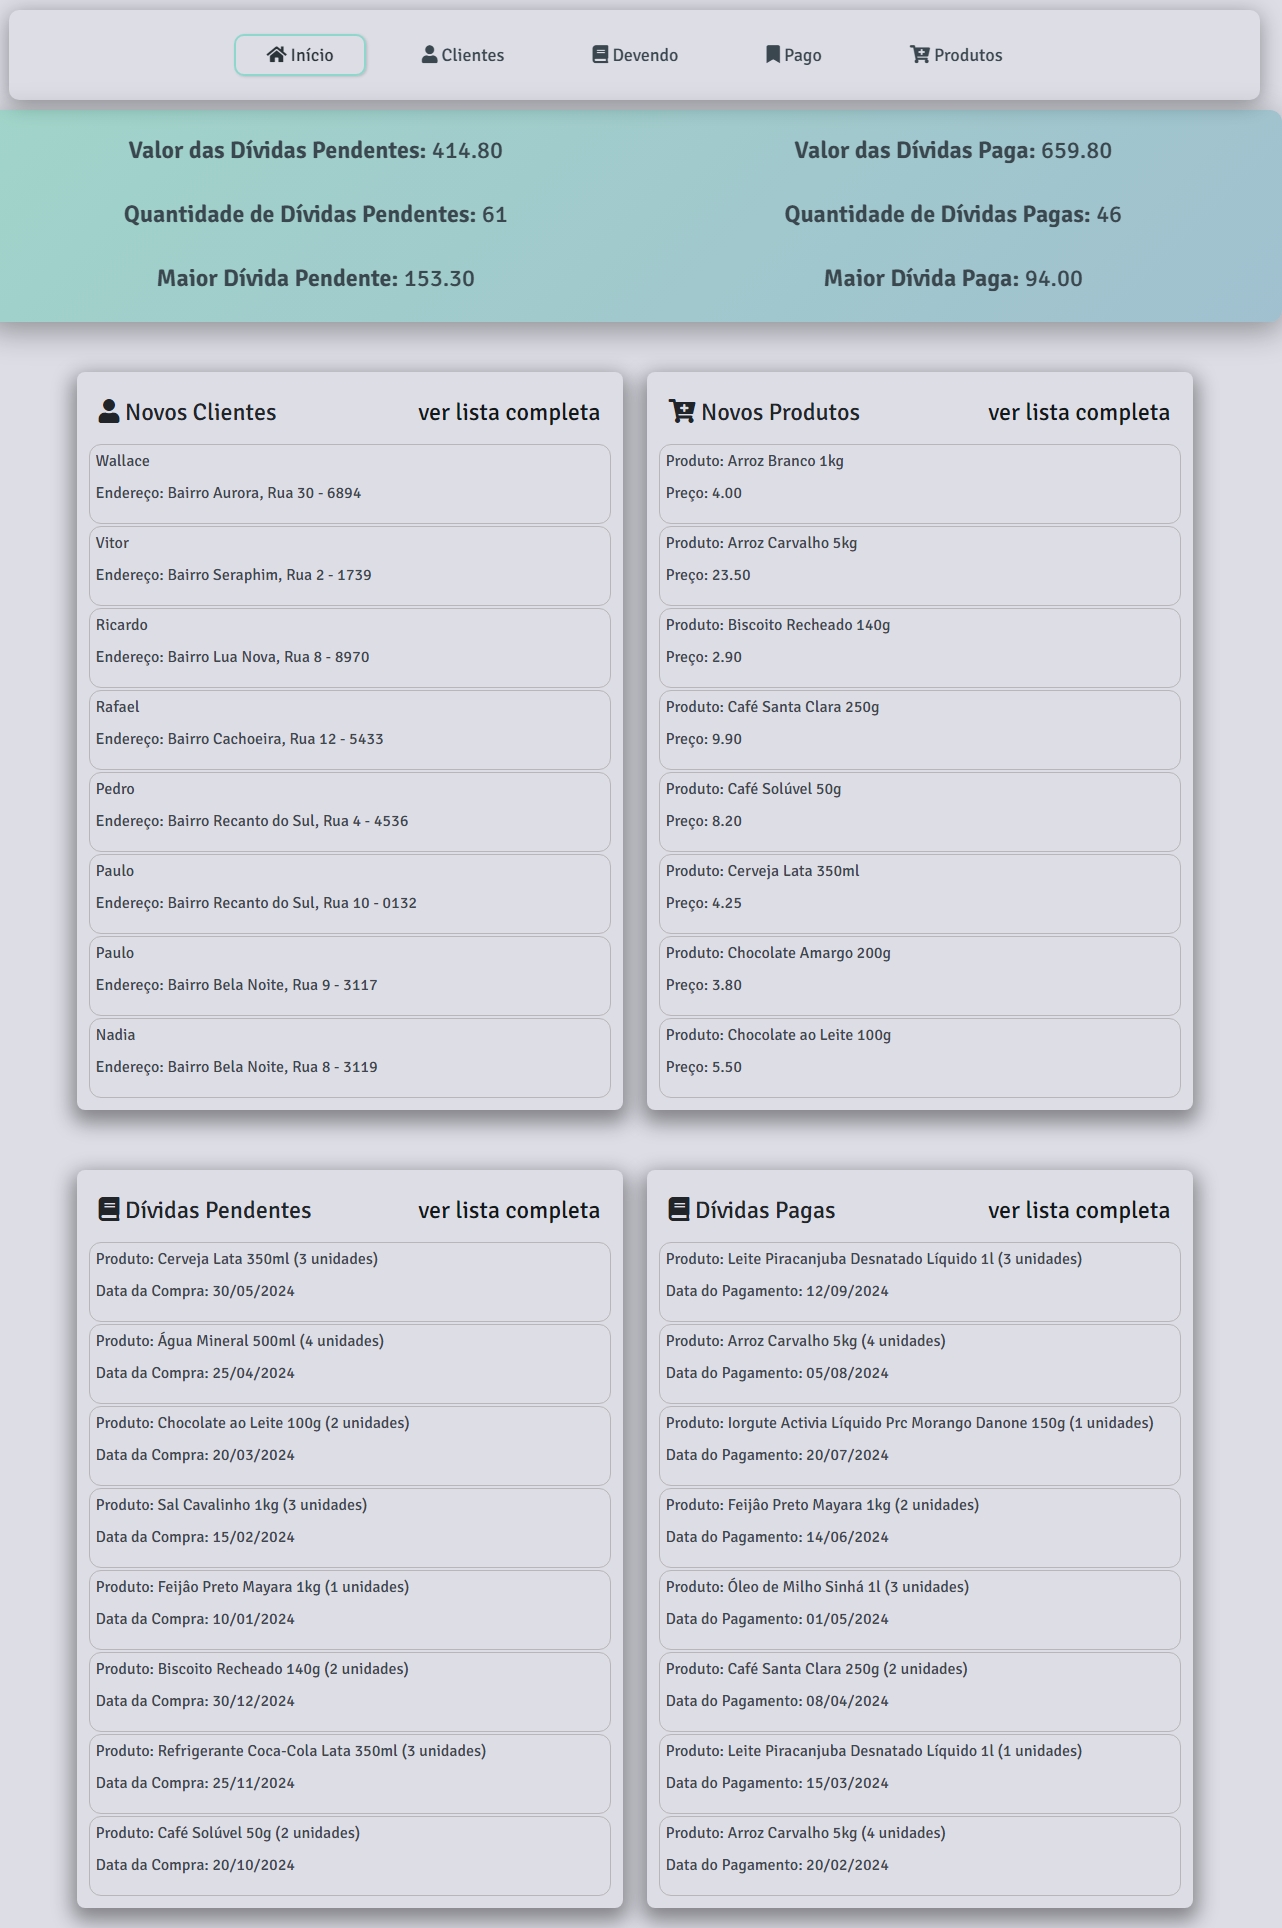 Início Clientes Devendo Pago Produtos
Valor das Dívidas Pendentes: 414.80
Quantidade de Dívidas Pendentes: 61
Maior Dívida Pendente: 153.30
Valor das Dívidas Paga: 659.80
Quantidade de Dívidas Pagas: 46
Maior Dívida Paga: 94.00
Novos Clientes ver lista completa
Wallace
Endereço: Bairro Aurora, Rua 30 - 6894
Vitor
Endereço: Bairro Seraphim, Rua 2 - 1739
Ricardo
Endereço: Bairro Lua Nova, Rua 8 - 8970
Rafael
Endereço: Bairro Cachoeira, Rua 12 - 5433
Pedro
Endereço: Bairro Recanto do Sul, Rua 4 - 4536
Paulo
Endereço: Bairro Recanto do Sul, Rua 10 - 0132
Paulo
Endereço: Bairro Bela Noite, Rua 9 - 3117
Nadia
Endereço: Bairro Bela Noite, Rua 8 - 3119
Novos Produtos ver lista completa
Produto: Arroz Branco 1kg
Preço: 4.00
Produto: Arroz Carvalho 5kg
Preço: 23.50
Produto: Biscoito Recheado 140g
Preço: 2.90
Produto: Café Santa Clara 250g
Preço: 9.90
Produto: Café Solúvel 50g
Preço: 8.20
Produto: Cerveja Lata 350ml
Preço: 4.25
Produto: Chocolate Amargo 200g
Preço: 3.80
Produto: Chocolate ao Leite 100g
Preço: 5.50
Dívidas Pendentes ver lista completa
Produto: Cerveja Lata 350ml (3 unidades)
Data da Compra: 30/05/2024
Produto: Água Mineral 500ml (4 unidades)
Data da Compra: 25/04/2024
Produto: Chocolate ao Leite 100g (2 unidades)
Data da Compra: 20/03/2024
Produto: Sal Cavalinho 1kg (3 unidades)
Data da Compra: 15/02/2024
Produto: Feijâo Preto Mayara 1kg (1 unidades)
Data da Compra: 10/01/2024
Produto: Biscoito Recheado 140g (2 unidades)
Data da Compra: 30/12/2024
Produto: Refrigerante Coca-Cola Lata 350ml (3 unidades)
Data da Compra: 25/11/2024
Produto: Café Solúvel 50g (2 unidades)
Data da Compra: 20/10/2024
Dívidas Pagas ver lista completa
Produto: Leite Piracanjuba Desnatado Líquido 1l (3 unidades)
Data do Pagamento: 12/09/2024
Produto: Arroz Carvalho 5kg (4 unidades)
Data do Pagamento: 05/08/2024
Produto: Iorgute Activia Líquido Prc Morango Danone 150g (1 unidades)
Data do Pagamento: 20/07/2024
Produto: Feijâo Preto Mayara 1kg (2 unidades)
Data do Pagamento: 14/06/2024
Produto: Óleo de Milho Sinhá 1l (3 unidades)
Data do Pagamento: 01/05/2024
Produto: Café Santa Clara 250g (2 unidades)
Data do Pagamento: 08/04/2024
Produto: Leite Piracanjuba Desnatado Líquido 1l (1 unidades)
Data do Pagamento: 15/03/2024
Produto: Arroz Carvalho 5kg (4 unidades)
Data do Pagamento: 20/02/2024